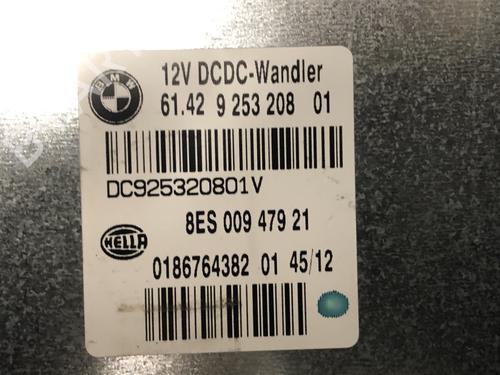 BMW
12V DCDC-Wandler
61.42 9 253 208 01
DC925320801V
8ES 009 479 21
HELLA
0186764382 01 45/12